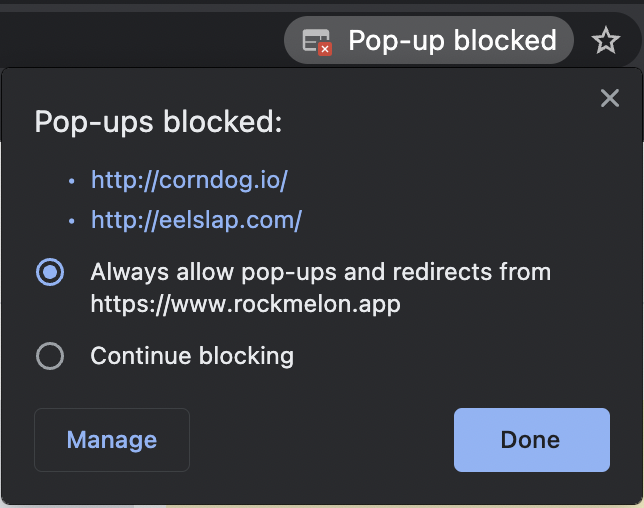 Pop-up blocked
Pop-ups blocked:
http://corndog.io/
http://eelslap.com/
Always allow pop-ups and redirects from
https://www.rockmelon.app
Continue blocking
Manage
Done